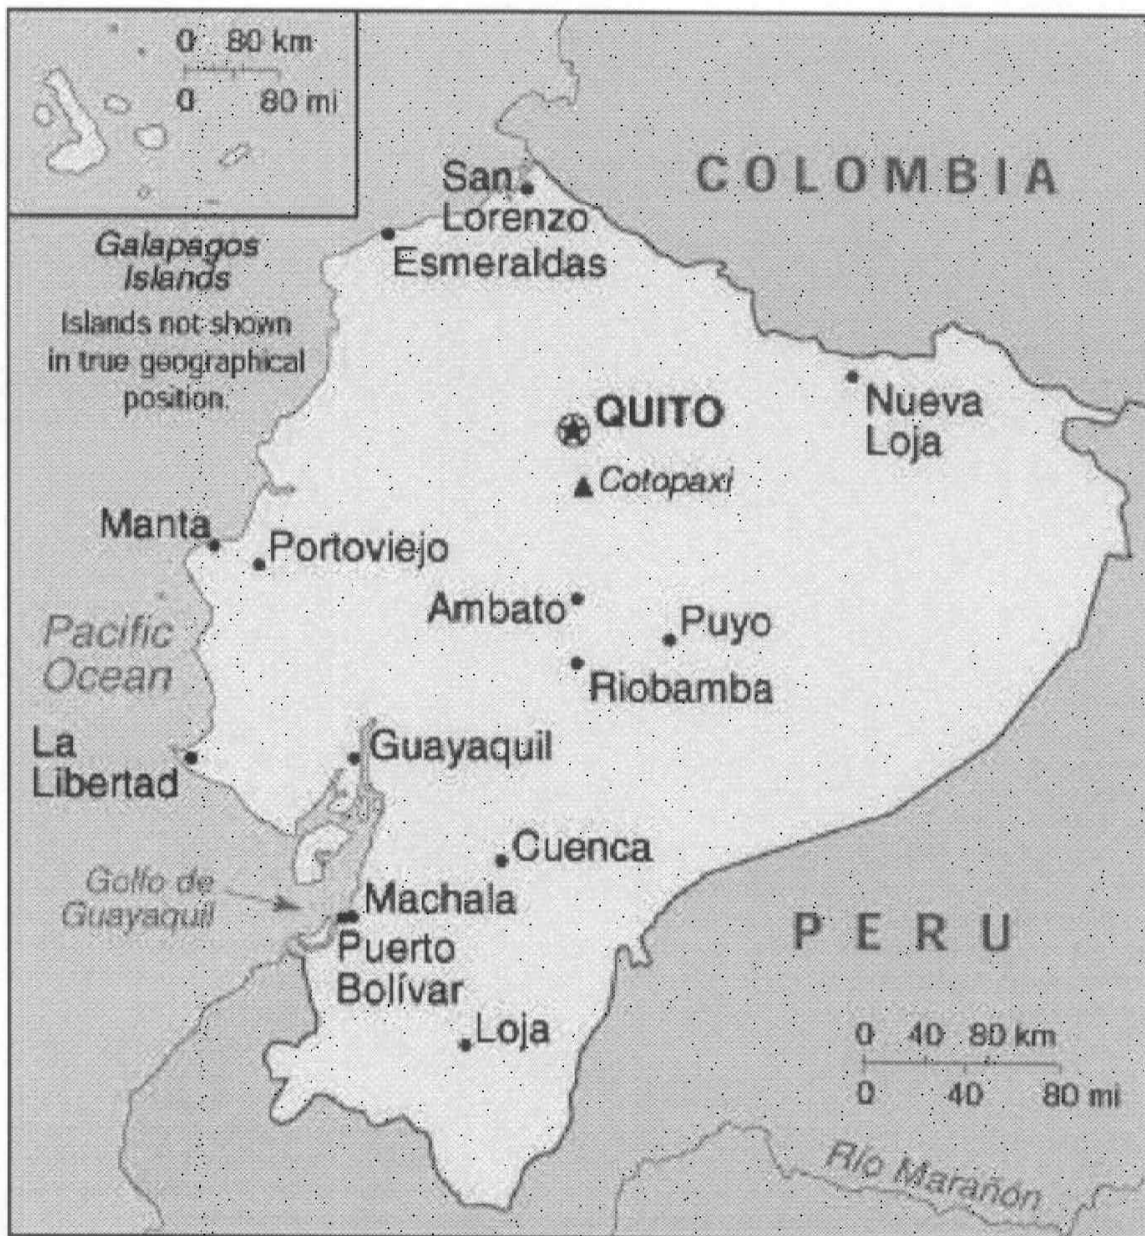 0 80 km
0 80 mi
Galapagos
Islands
Islands not shown
in true geographical
position.
COLOMBIA
San
Lorenzo
Esmeraldas
Nueva
Loja
QUITO
Cotopaxi
Manta
Portoviejo
Ambato
Puyo
Pacific
Ocean
Riobamba
La
Libertad
Guayaquil
Cuenca
Golfo de
Guayaquil
Machala
Puerto
Bolívar
PERU
Loja
0 40 80 km
0 40 80 mi
Río Marañón